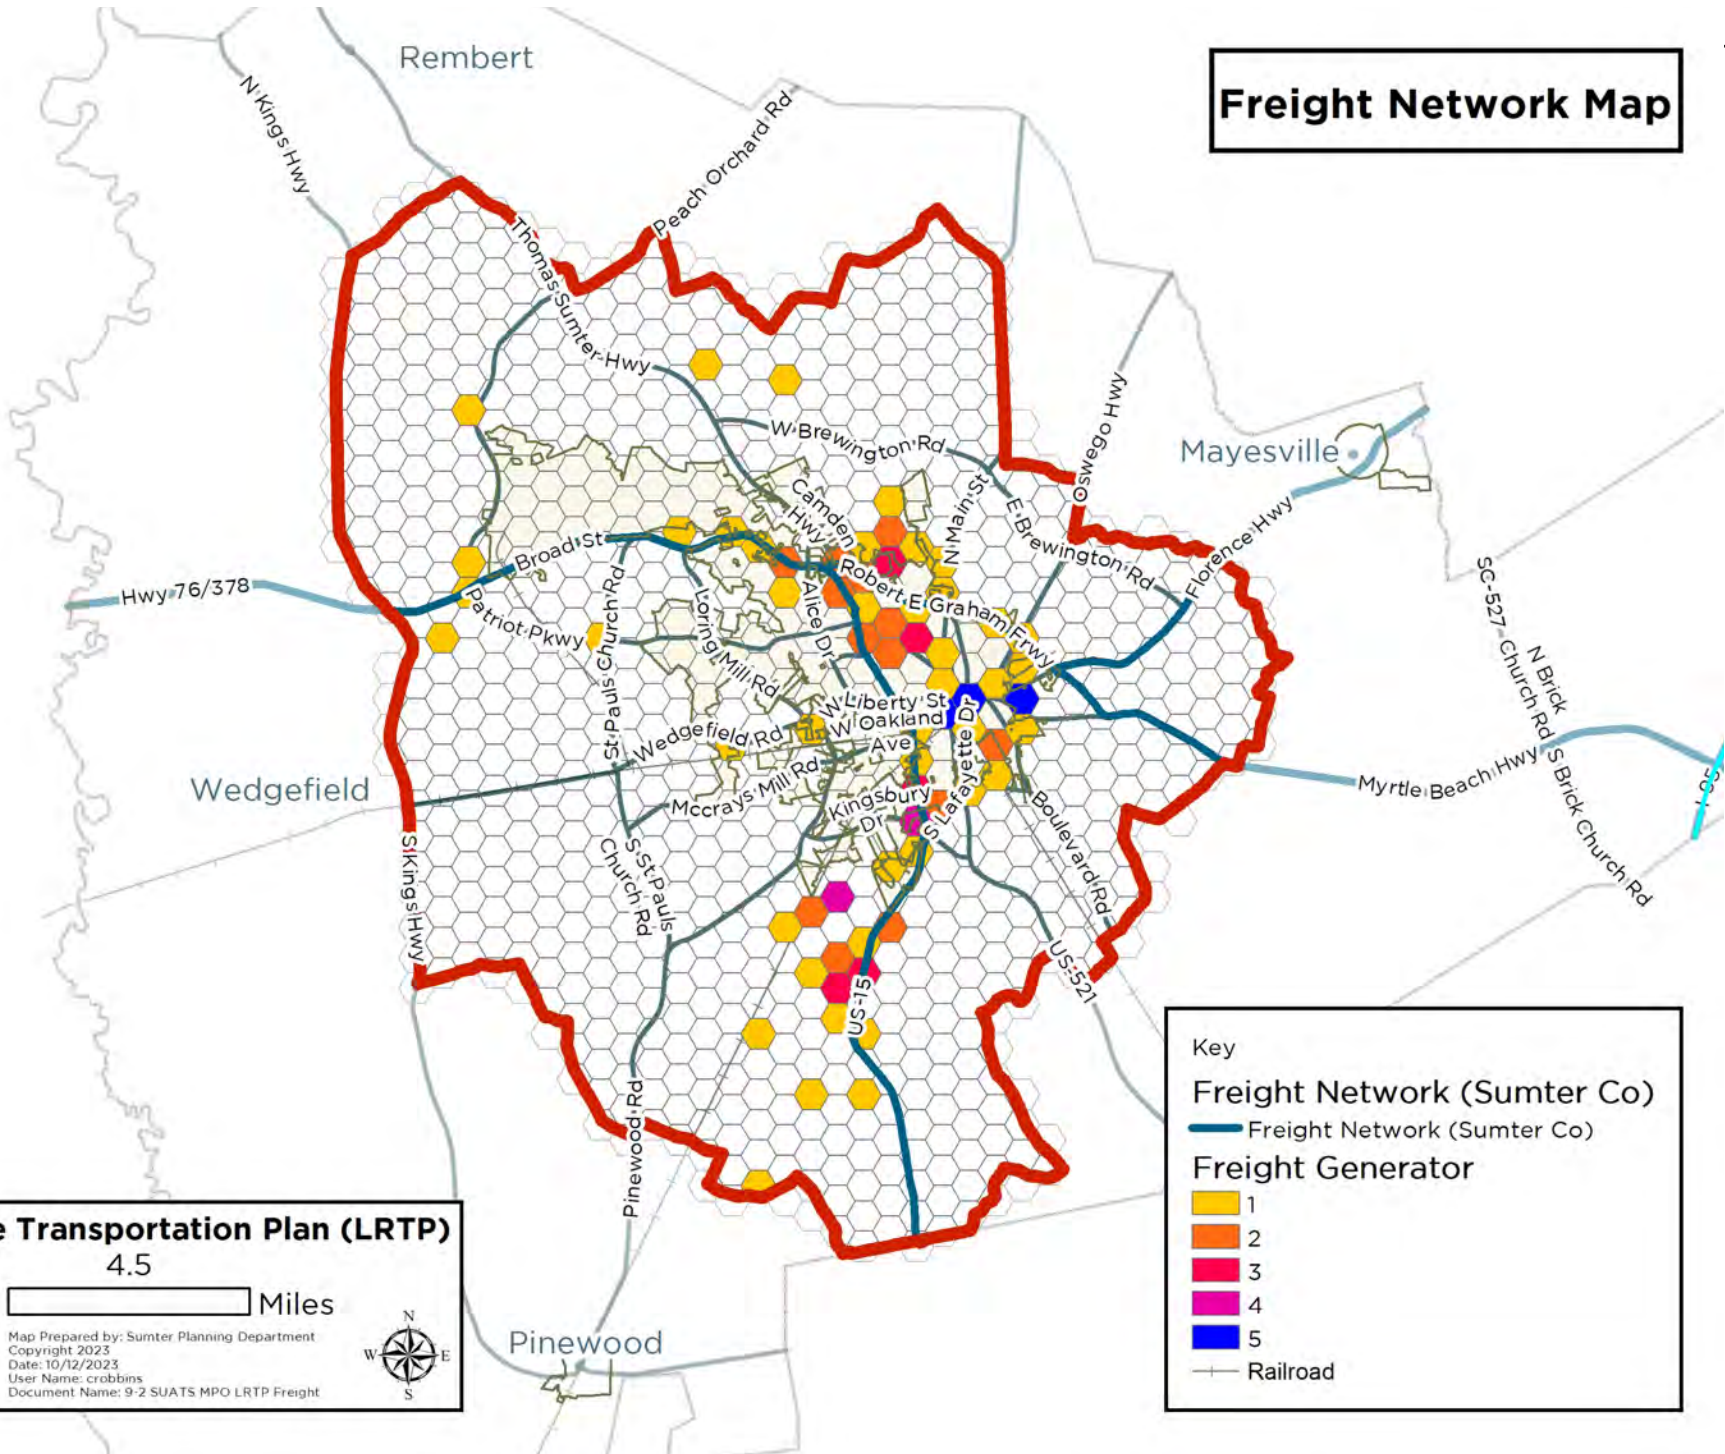 Rembert
Freight Network Map
N Kings Hwy
Peach Orchard Rd
Thomas Sumter Hwy
W Brewington Rd
Oswego Hwy
Mayesville
Camden
Hwy
N Main St
E Brewington Rd
Florence Hwy
Broad St
Hwy 76/378
Patriot Pkwy
St Pauls Church Rd
Loring Mill Rd
Alice Dr
Robert E Graham Frwy
SC-527
Church Rd
N Brick
S Brick Church Rd
W Liberty St
W Oakland
Ave
Wedgefield Rd
Wedgefield
Mccrays Mill Rd
Kingsbury
Dr
S Lafayette Dr
Myrtle Beach Hwy
I-95
Boulevard Rd
S Kings Hwy
S St Pauls
Church Rd
US-521
US-15
Pinewood Rd
Pinewood
Key
Freight Network (Sumter Co)
Freight Network (Sumter Co)
Freight Generator
1
2
3
4
5
Railroad
e Transportation Plan (LRTP)
4.5
Miles
Map Prepared by: Sumter Planning Department
Copyright 2023
Date: 10/12/2023
User Name: crobbins
Document Name: 9-2 SUATS MPO LRTP Freight
N
W
E
S